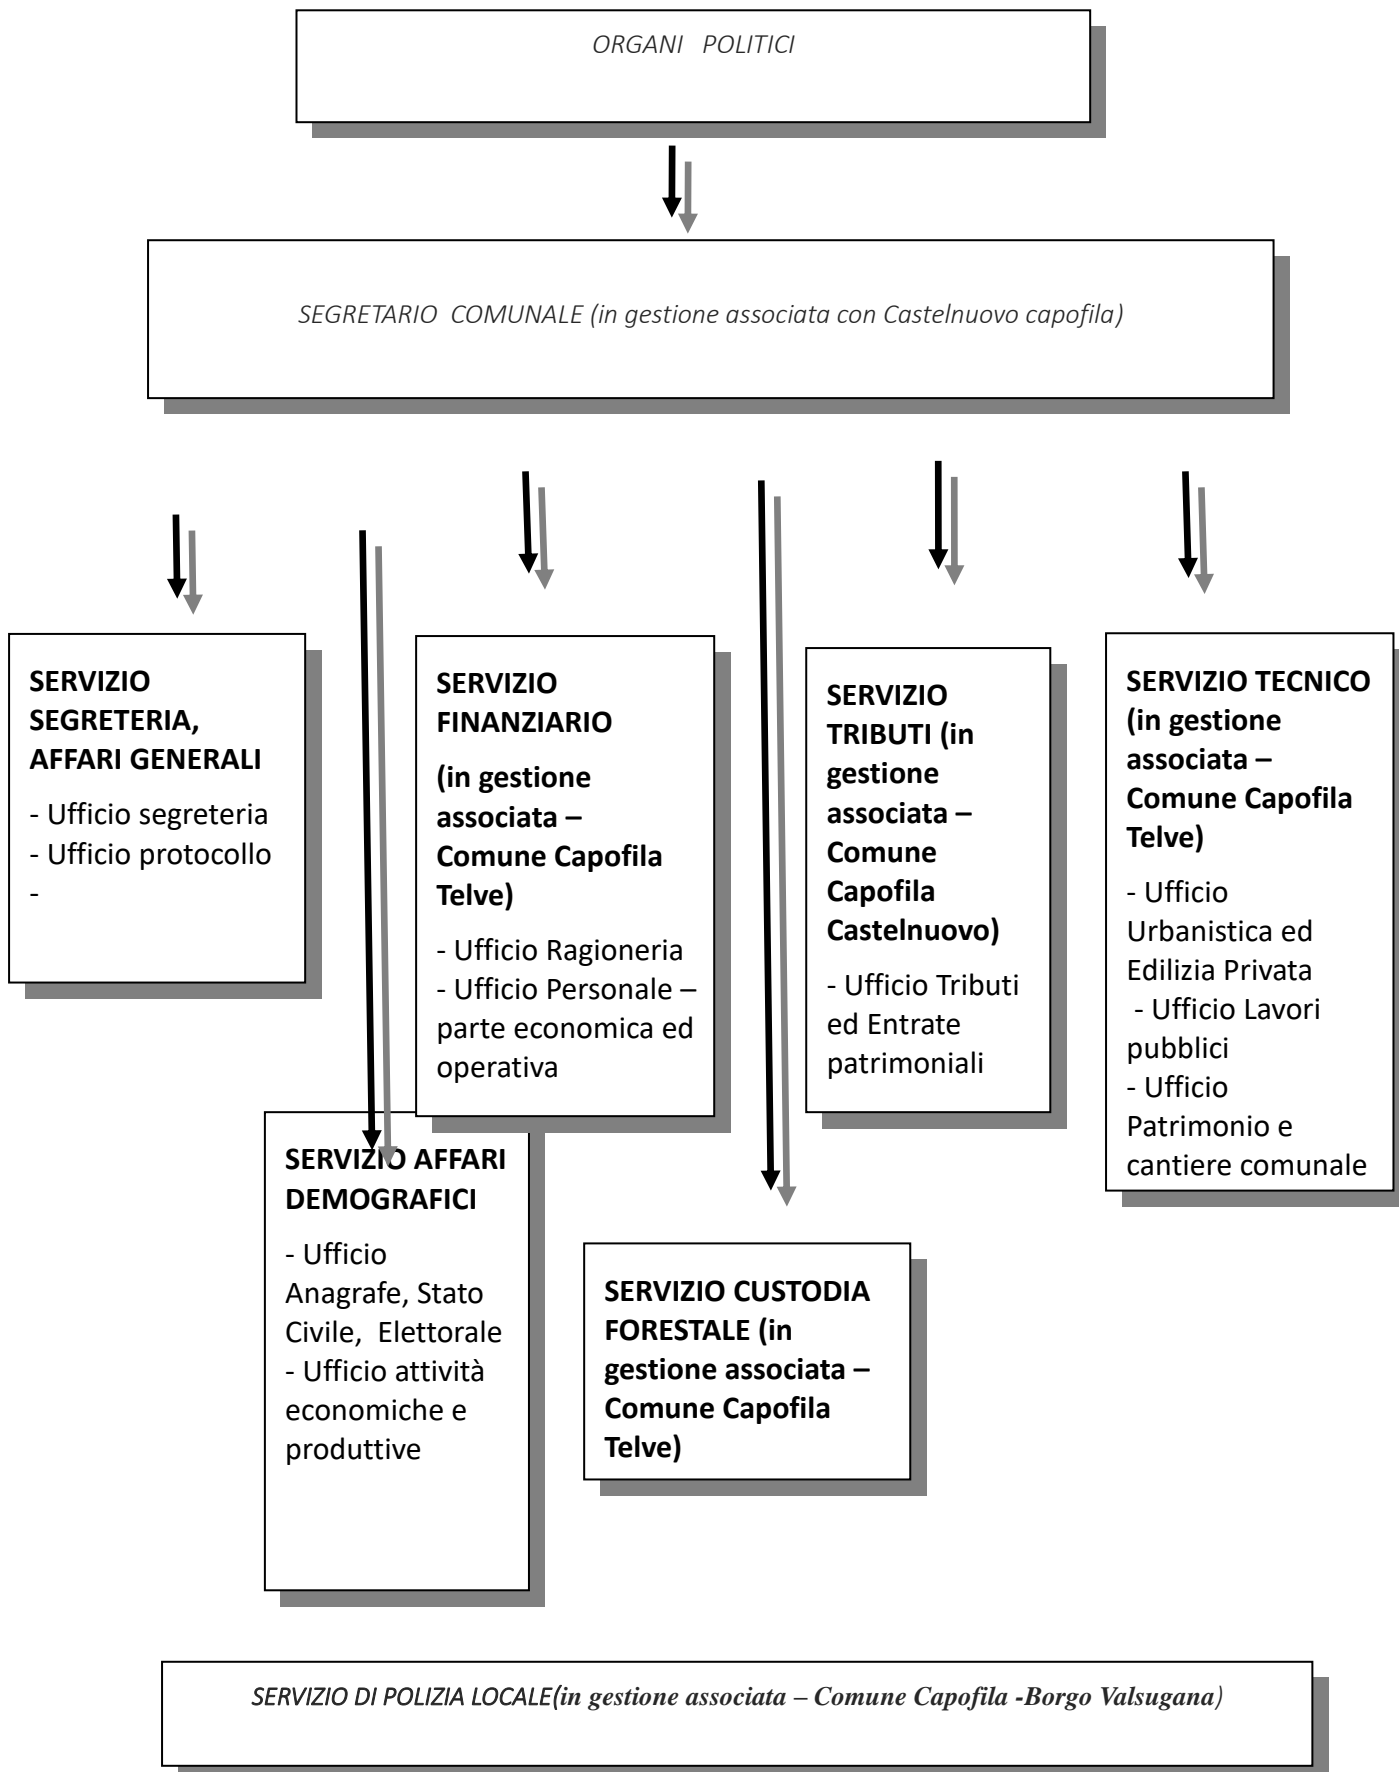 ORGANI POLITICI
SEGRETARIO COMUNALE (in gestione associata con Castelnuovo capofila)
SERVIZIO
SEGRETERIA,
AFFARI GENERALI
- Ufficio segreteria
- Ufficio protocollo
-
SERVIZIO
FINANZIARIO
(in gestione
associata –
Comune Capofila
Telve)
- Ufficio Ragioneria
- Ufficio Personale –
parte economica ed
operativa
SERVIZIO
TRIBUTI (in
gestione
associata –
Comune
Capofila
Castelnuovo)
- Ufficio Tributi
ed Entrate
patrimoniali
SERVIZIO TECNICO
(in gestione
associata –
Comune Capofila
Telve)
- Ufficio
Urbanistica ed
Edilizia Privata
- Ufficio Lavori
pubblici
- Ufficio
Patrimonio e
cantiere comunale
SERVIZIO AFFARI
DEMOGRAFICI
- Ufficio
Anagrafe, Stato
Civile, Elettorale
- Ufficio attività
economiche e
produttive
SERVIZIO CUSTODIA
FORESTALE (in
gestione associata –
Comune Capofila
Telve)
SERVIZIO DI POLIZIA LOCALE(in gestione associata – Comune Capofila -Borgo Valsugana)